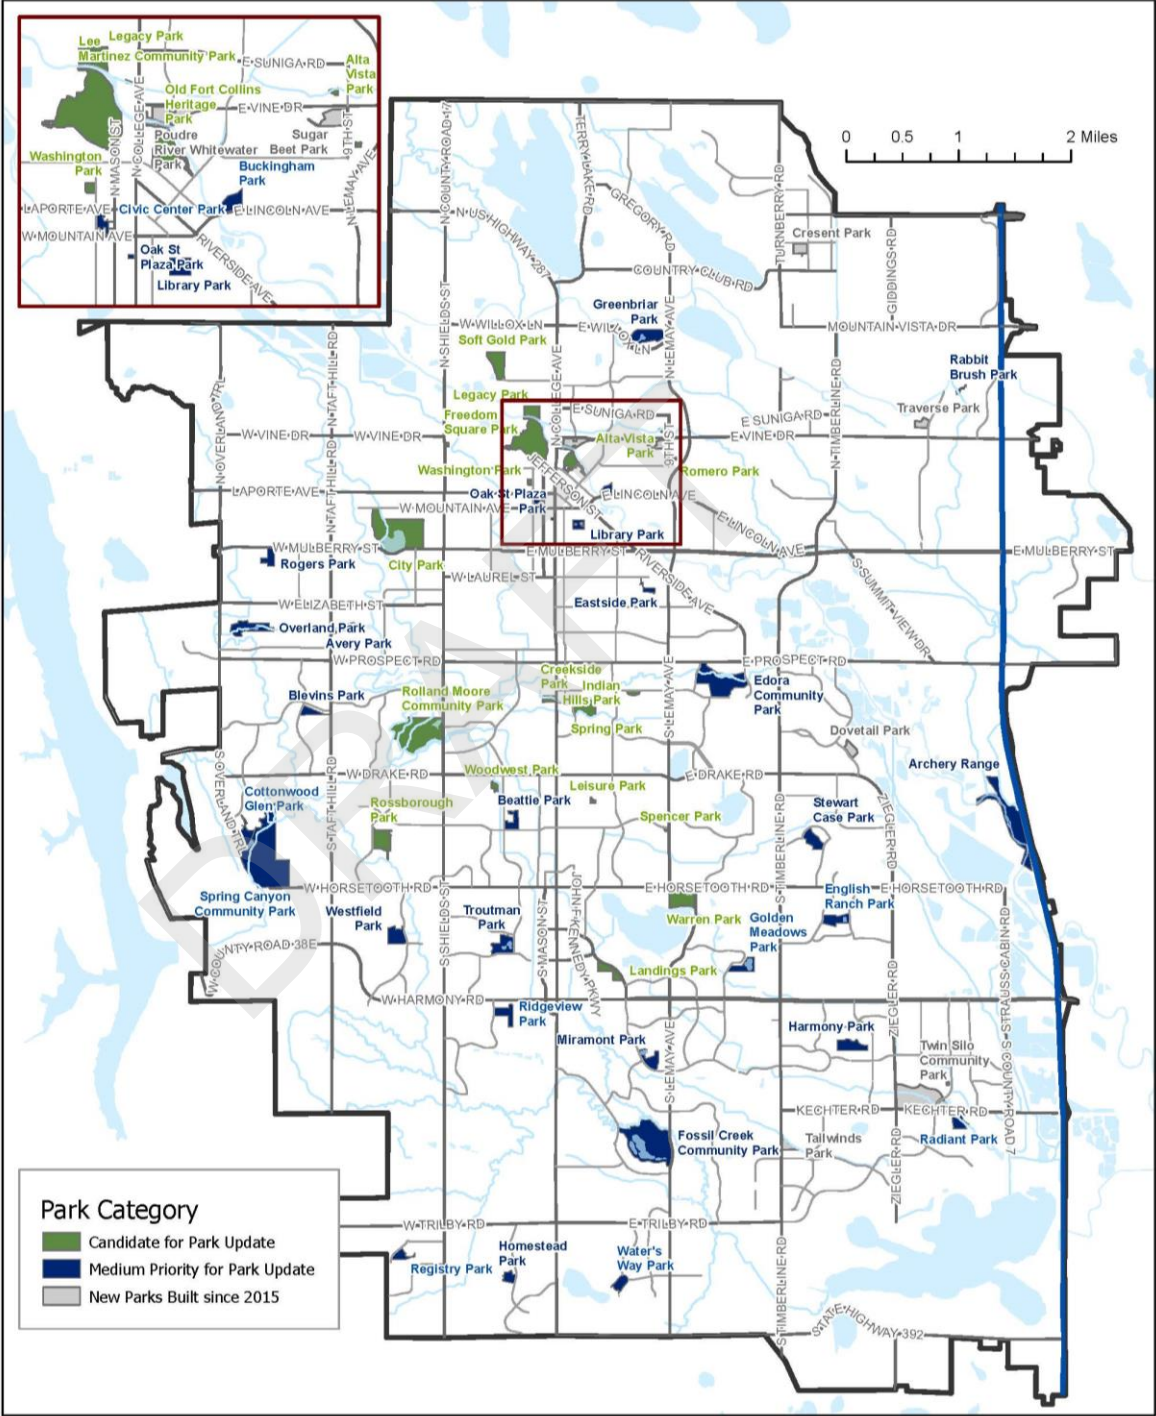 Lee
Legacy Park
Martinez Community Park
E SUNIGA RD
Alta
Vista
Park
Old Fort Collins
Heritage
Park
E VINE DR
N COLLEGE AVE
N MASON ST
Poudre
River Whitewater
Park
Sugar
Beet Park
9TH ST
N LEMAY AVE
Washington
Park
Buckingham
Park
LAPORTE AVE
Civic Center Park
E LINCOLN AVE
W MOUNTAIN AVE
Oak St
Plaza Park
Library Park
RIVERSIDE AVE
N COUNTY ROAD 17
TERRY LAKE RD
0 0.5 1 2 Miles
GREGORY RD
TURNBERRY RD
N US HIGHWAY 287
Cresent Park
COUNTRY CLUB RD
GIDDINGS RD
N SHIELDS ST
Greenbriar
Park
N LEMAY AVE
W WILLOX LN
E WILLOX LN
MOUNTAIN VISTA DR
Soft Gold Park
N COLLEGE AVE
Rabbit
Brush Park
N OVERLAND TRL
N TAFT HILL RD
N TAFT HILL RD
Legacy Park
Freedom
Square Park
E SUNIGA RD
E SUNIGA RD
Traverse Park
N TIMBERLINE RD
W VINE DR
W VINE DR
Alta Vista
Park
9TH ST
E VINE DR
Washington Park
JEFFERSON ST
Romero Park
LAPORTE AVE
Oak St Plaza
Park
E LINCOLN AVE
W MOUNTAIN AVE
Library Park
E LINCOLN AVE
W MULBERRY ST
E MULBERRY ST
E MULBERRY ST
Rogers Park
City Park
RIVERSIDE AVE
W LAUREL ST
S SUMMIT VIEW DR
W ELIZABETH ST
Eastside Park
Overland Park
Avery Park
W PROSPECT RD
E PROSPECT RD
Creekside
Park
Indian
Hills Park
Edora
Community
Park
Blevins Park
Rolland Moore
Community Park
S LEMAY AVE
Spring Park
Dovetail Park
S OVERLAND TRL
S TAFT HILL RD
W DRAKE RD
Woodwest Park
E DRAKE RD
Archery Range
Leisure Park
Cottonwood
Glen Park
Rossborough
Park
Beattie Park
Spencer Park
S TIMBERLINE RD
Stewart
Case Park
ZIEGLER RD
W HORSETOOTH RD
E HORSETOOTH RD
E HORSETOOTH RD
Spring Canyon
Community Park
English
Ranch Park
Westfield
Park
Troutman
Park
S SHIELDS ST
S MASON ST
JOHN F KENNEDY PKWY
Warren Park
Golden
Meadows
Park
W COUNTY ROAD 38E
Landings Park
W HARMONY RD
S STRAUSS CABIN RD
ZIEGLER RD
Ridgeview
Park
Miramont Park
S LEMAY AVE
Harmony Park
Twin Silo
Community
Park
S COUNTY ROAD 7
KECHTER RD
KECHTER RD
Fossil Creek
Community Park
Tailwinds
Park
Radiant Park
ZIEGLER RD
W TRILBY RD
E TRILBY RD
Registry Park
Homestead
Park
Water's
Way Park
S TIMBERLINE RD
STATE HIGHWAY 392
Park Category
Candidate for Park Update
Medium Priority for Park Update
New Parks Built since 2015
DRAFT